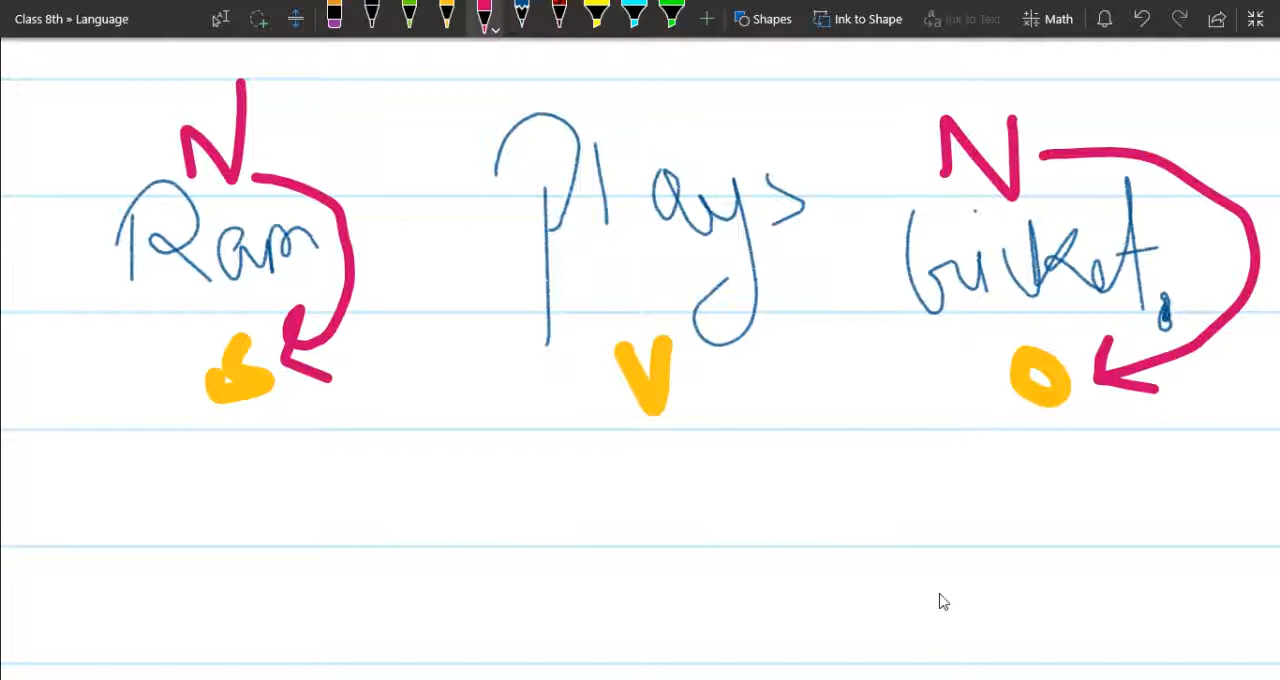 Class 8th » Language
Shapes
Ink to Shape
Ink to Text
Math
N N
Ram Plays Cricket.
S V O